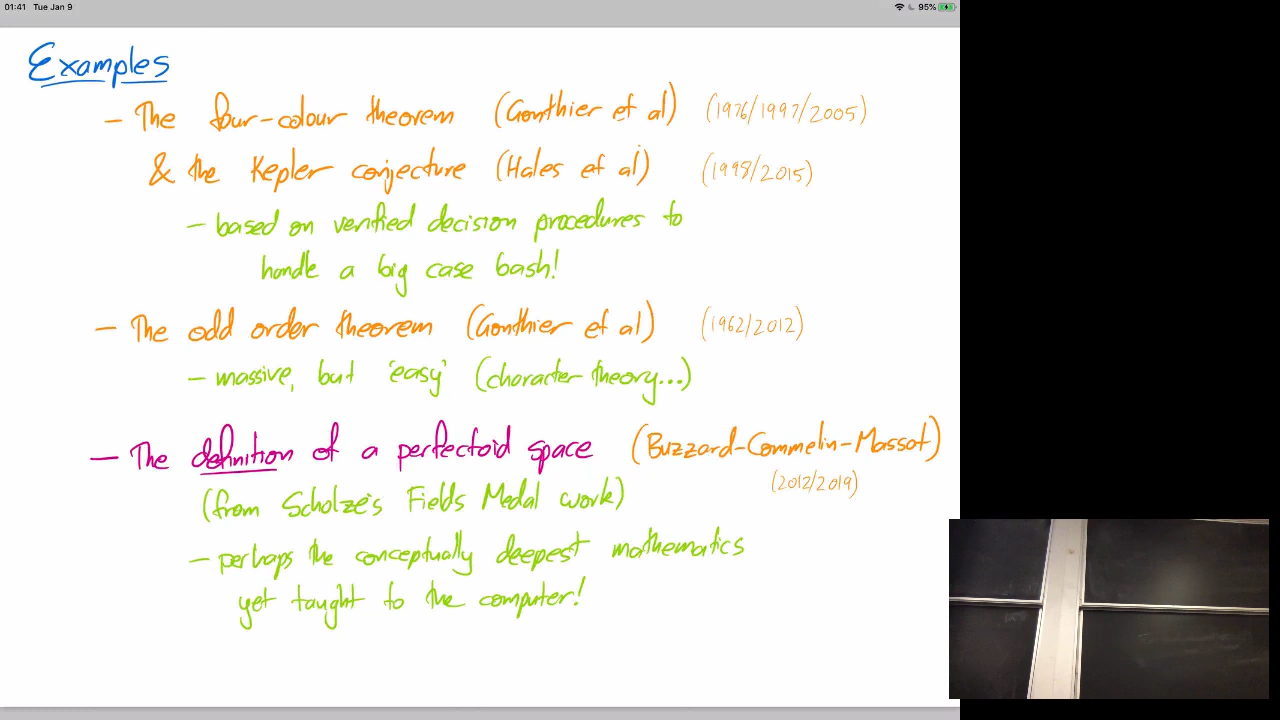 01:41 Tue Jan 9 95%
Examples
- The four-colour theorem (Gonthier et al) (1976/1997/2005)
& the Kepler conjecture (Hales et al) (1998/2015)
- based on verified decision procedures to
handle a big case bash!
- The odd order theorem (Gonthier et al) (1962/2012)
- massive, but 'easy' (character theory...)
- The definition of a perfectoid space (Buzzard-Commelin-Massot)
(2012/2019)
(from Scholze's Fields Medal work)
- perhaps the conceptually deepest mathematics
yet taught to the computer!